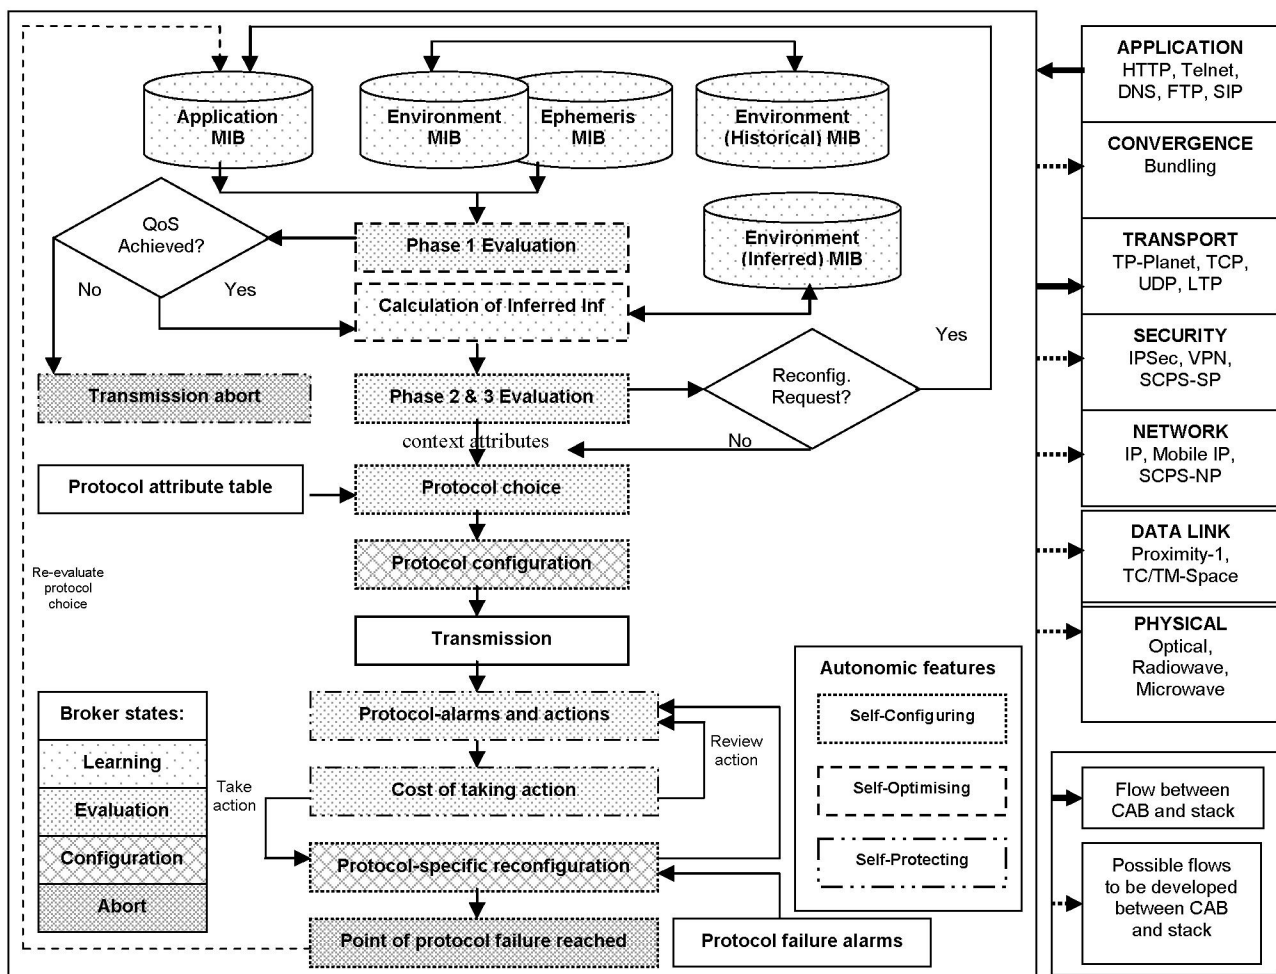 Application
MIB
Environment
MIB
Ephemeris
MIB
Environment
(Historical) MIB
QoS
Achieved?
No
Yes
Phase 1 Evaluation
Environment
(Inferred) MIB
Calculation of Inferred Inf
Transmission abort
Phase 2 & 3 Evaluation
Reconfig.
Request?
Yes
No
context attributes
Protocol attribute table
Protocol choice
Protocol configuration
Re-evaluate
protocol
choice
Transmission
Protocol-alarms and actions
Review
action
Cost of taking action
Take
action
Protocol-specific reconfiguration
Point of protocol failure reached
Protocol failure alarms
Broker states:
Learning
Evaluation
Configuration
Abort
Autonomic features
Self-Configuring
Self-Optimising
Self-Protecting
APPLICATION
HTTP, Telnet,
DNS, FTP, SIP
CONVERGENCE
Bundling
TRANSPORT
TP-Planet, TCP,
UDP, LTP
SECURITY
IPSec, VPN,
SCPS-SP
NETWORK
IP, Mobile IP,
SCPS-NP
DATA LINK
Proximity-1,
TC/TM-Space
PHYSICAL
Optical,
Radiowave,
Microwave
Flow between
CAB and stack
Possible flows
to be developed
between CAB
and stack